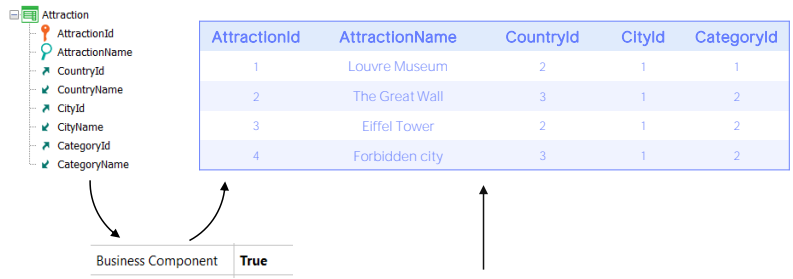 Attraction
AttractionId
AttractionName
CountryId
CountryName
CityId
CityName
CategoryId
CategoryName
AttractionId AttractionName CountryId CityId CategoryId
1 Louvre Museum 2 1 1
2 The Great Wall 3 1 2
3 Eiffel Tower 2 1 2
4 Forbidden city 3 1 2
Business Component True